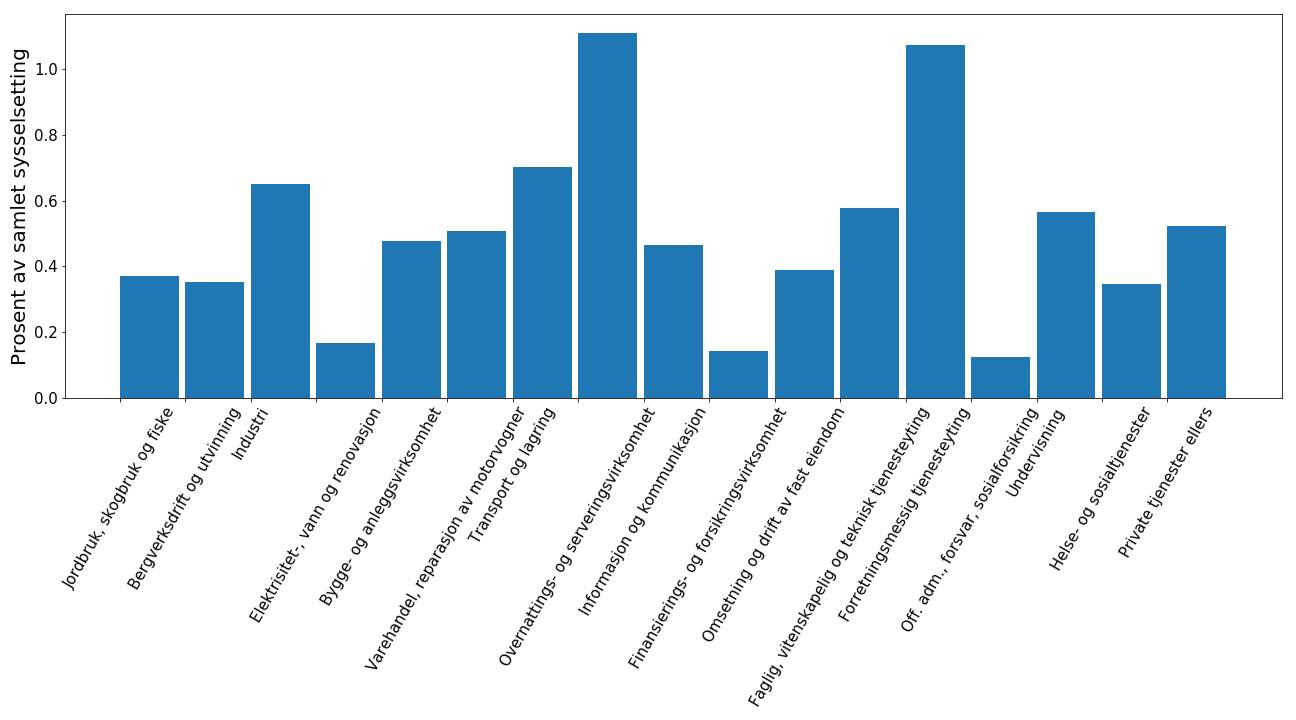 Prosent av samlet sysselsetting
1.0
0.8
0.6
0.4
0.2
0.0
Jordbruk, skogbruk og fiske
Bergverksdrift og utvinning
Industri
Elektrisitet-, vann og renovasjon
Bygge- og anleggsvirksomhet
Varehandel, reparasjon av motorvogner
Transport og lagring
Overnattings- og serveringsvirksomhet
Informasjon og kommunikasjon
Finansierings- og forsikringsvirksomhet
Omsetning og drift av fast eiendom
Faglig, vitenskapelig og teknisk tjenesteyting
Forretningsmessig tjenesteyting
Off. adm., forsvar, sosialforsikring
Undervisning
Helse- og sosialtjenester
Private tjenester ellers